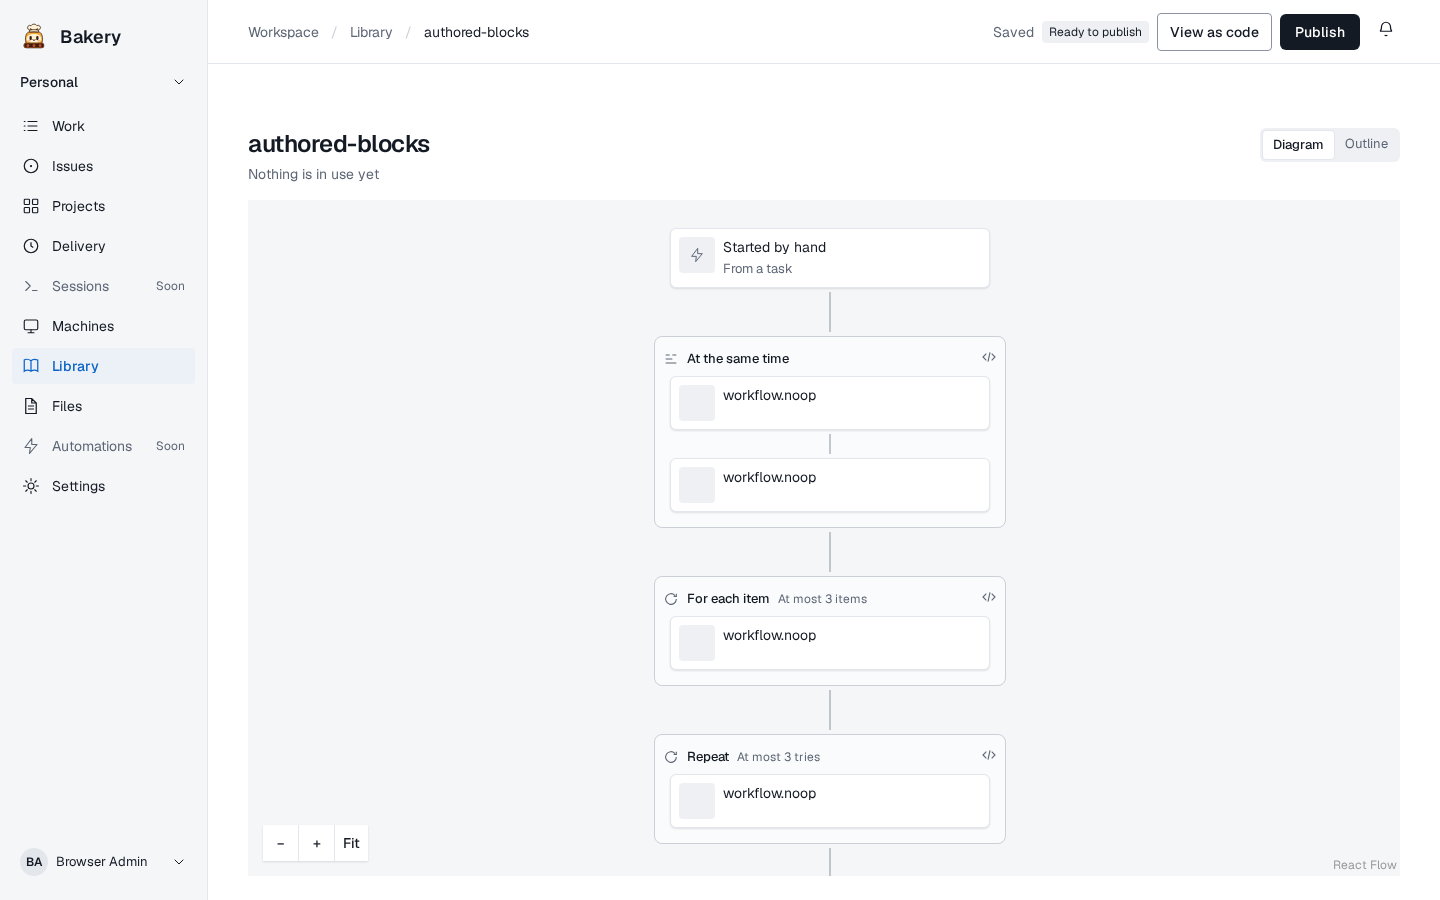 Bakery
Personal
Work
Issues
Projects
Delivery
Sessions Soon
Machines
Library
Files
Automations Soon
Settings
BA Browser Admin
Workspace / Library / authored-blocks
Saved Ready to publish View as code Publish
authored-blocks
Nothing is in use yet
Diagram Outline
Started by hand
From a task
At the same time
workflow.noop
workflow.noop
For each item At most 3 items
workflow.noop
Repeat At most 3 tries
workflow.noop
− + Fit
React Flow